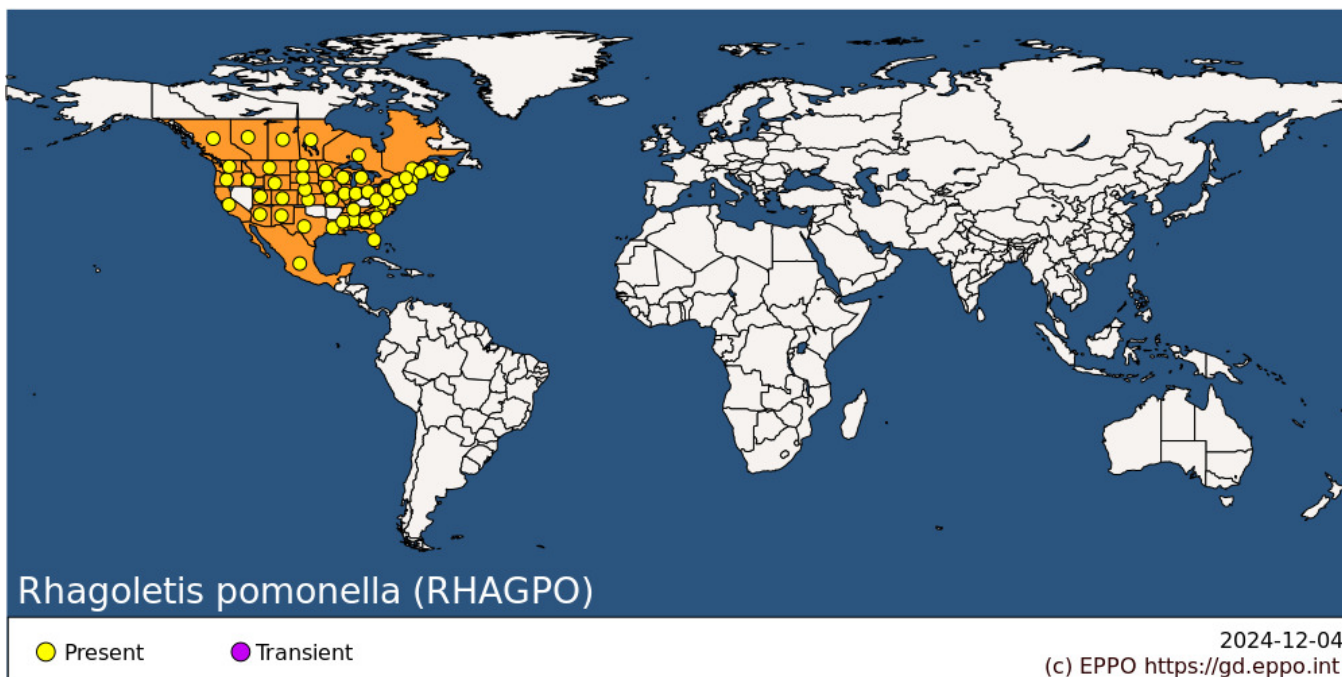 Rhagoletis pomonella (RHAGPO)
Present
Transient
2024-12-04
(c) EPPO https://gd.eppo.int